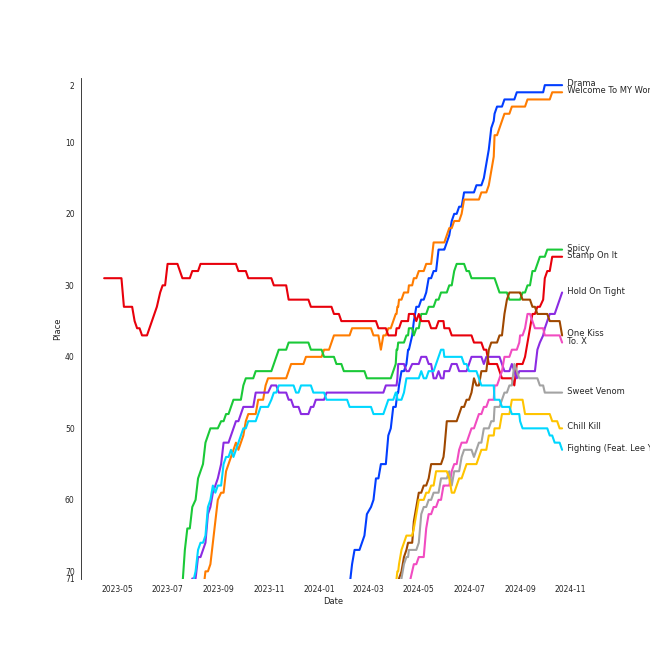 Drama
Welcome To MY
Spicy
Stamp On It
Hold On Tight
One Kiss
To. X
Sweet Venom
Chill Kill
Fighting (Feat. Lee
2
10
20
30
40
50
60
70
71
Place
2023-05 2023-07 2023-09 2023-11 2024-01 2024-03 2024-05 2024-07 2024-09 2024-11
Date